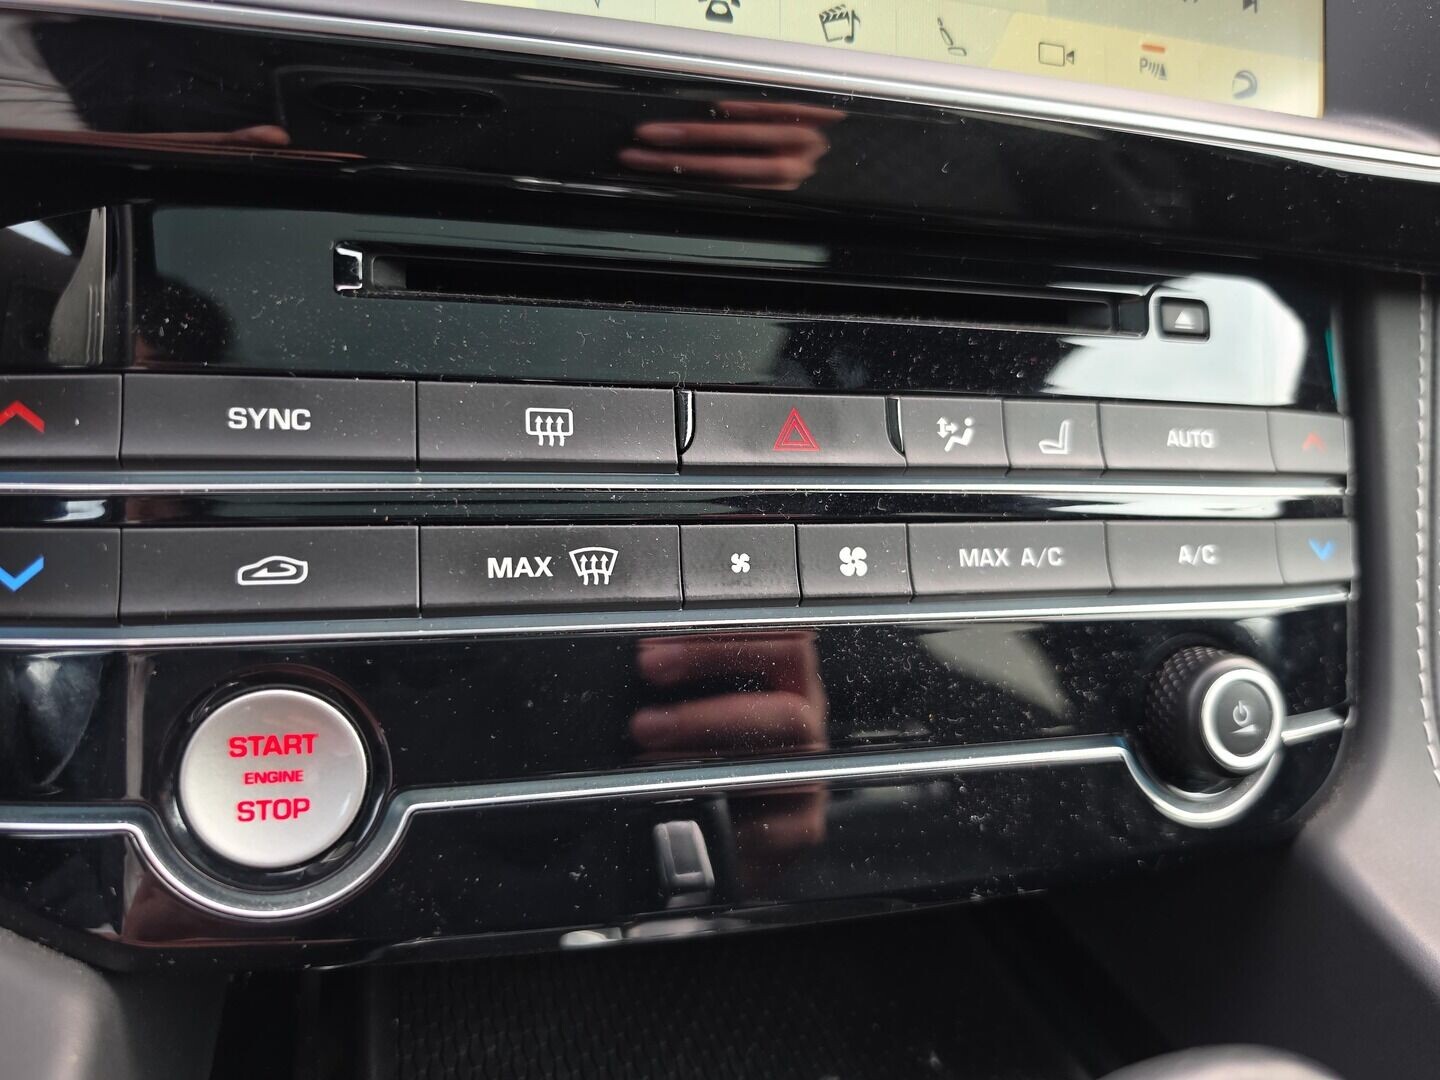 P
SYNC
AUTO
MAX
MAX A/C
A/C
START
ENGINE
STOP